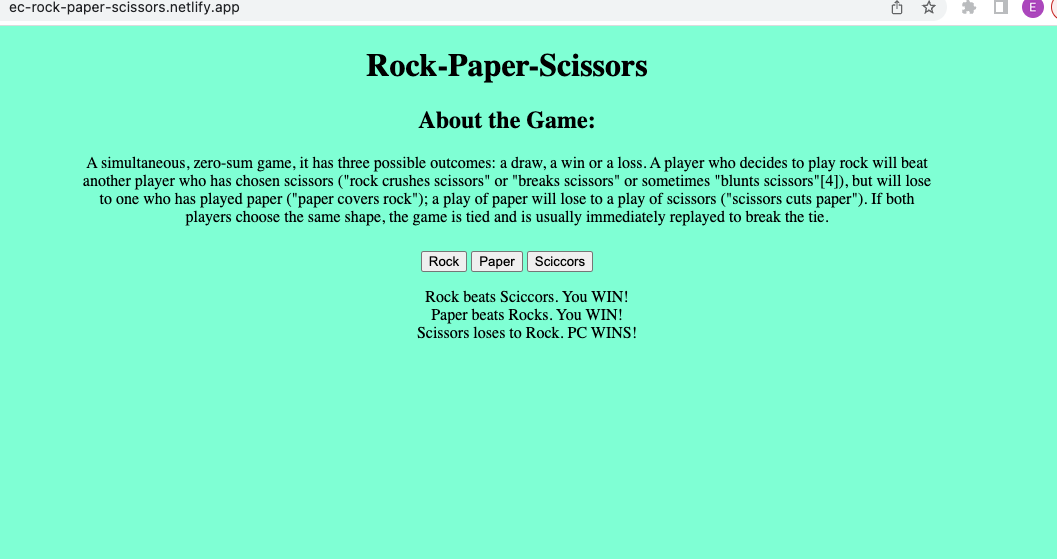 ec-rock-paper-scissors.netlify.app
E
Rock-Paper-Scissors
About the Game:
A simultaneous, zero-sum game, it has three possible outcomes: a draw, a win or a loss. A player who decides to play rock will beat
another player who has chosen scissors ("rock crushes scissors" or "breaks scissors" or sometimes "blunts scissors"[4]), but will lose
to one who has played paper ("paper covers rock"); a play of paper will lose to a play of scissors ("scissors cuts paper"). If both
players choose the same shape, the game is tied and is usually immediately replayed to break the tie.
Rock Paper Sciccors
Rock beats Sciccors. You WIN!
Paper beats Rocks. You WIN!
Scissors loses to Rock. PC WINS!